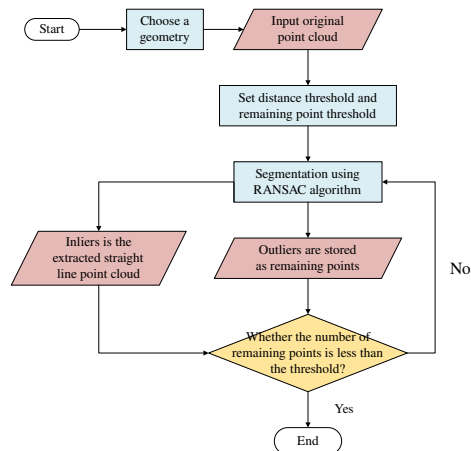 Start
Choose a
geometry
Input original
point cloud
Set distance threshold and
remaining point threshold
Segmentation using
RANSAC algorithm
Inliers is the
extracted straight
line point cloud
Outliers are stored
as remaining points
No
Whether the number of
remaining points is less than
the threshold?
Yes
End